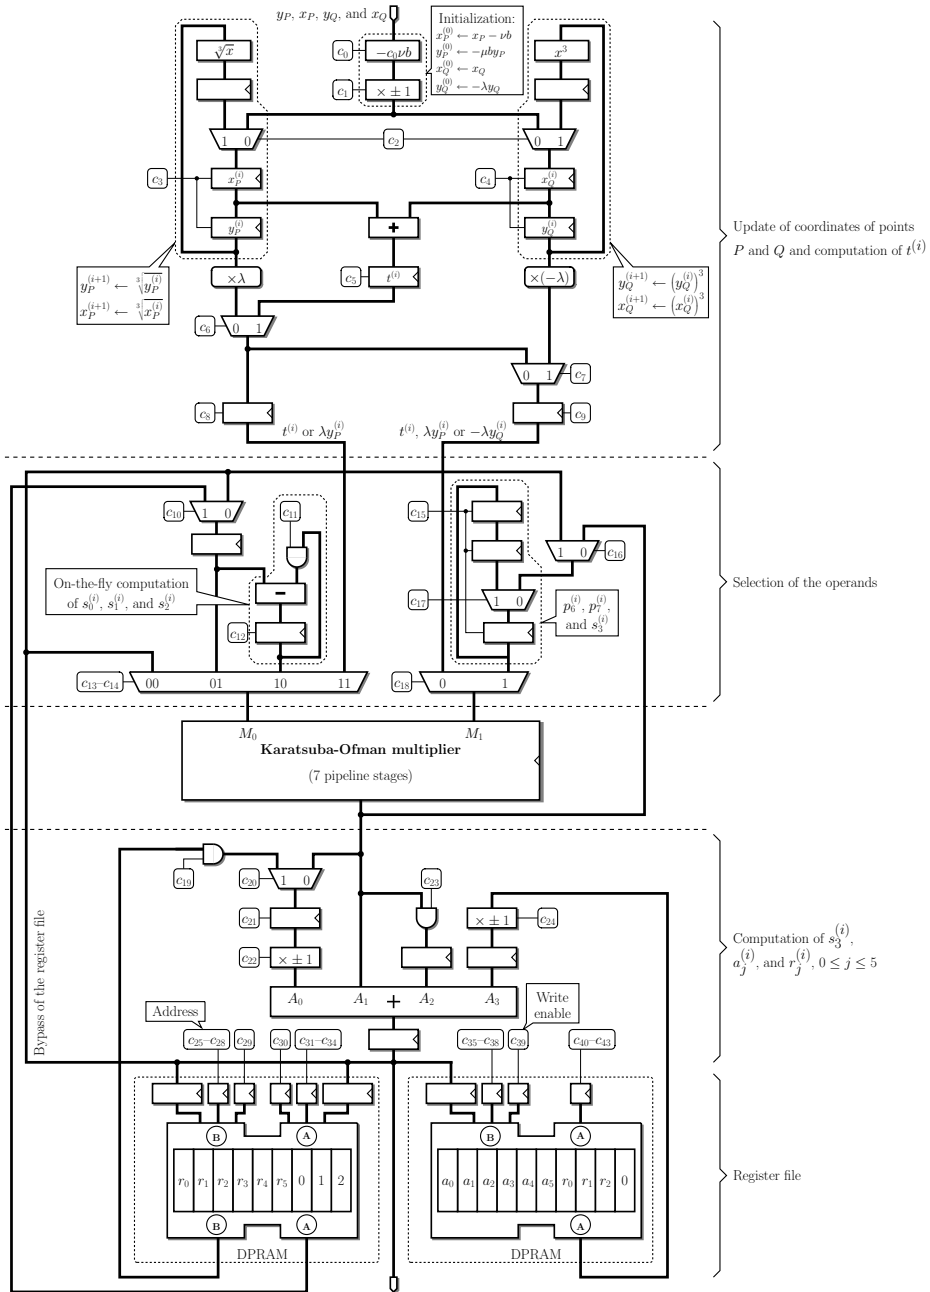 y_P, x_P, y_Q, and x_Q
Initialization:
x_P^{(0)} ← x_P − νb
y_P^{(0)} ← −μby_P
x_Q^{(0)} ← x_Q
y_Q^{(0)} ← −λy_Q
∛x
c_0
−c_0νb
x^3
c_1
× ± 1
1 0
c_2
0 1
c_3
x_P^{(i)}
c_4
x_Q^{(i)}
y_P^{(i)}
+
y_Q^{(i)}
Update of coordinates of points
P and Q and computation of t^{(i)}
y_P^{(i+1)} ← ∛y_P^{(i)}
x_P^{(i+1)} ← ∛x_P^{(i)}
×λ
c_5
t^{(i)}
×(−λ)
y_Q^{(i+1)} ← (y_Q^{(i)})^3
x_Q^{(i+1)} ← (x_Q^{(i)})^3
c_6
0 1
0 1
c_7
c_8
c_9
t^{(i)} or λy_P^{(i)}
t^{(i)}, λy_P^{(i)} or −λy_Q^{(i)}
c_10
1 0
c_11
c_15
1 0
c_16
On-the-fly computation
of s_0^{(i)}, s_1^{(i)}, and s_2^{(i)}
−
c_12
c_17
1 0
p_6^{(i)}, p_7^{(i)},
and s_3^{(i)}
Selection of the operands
c_13–c_14
00 01 10 11
c_18
0 1
M_0
M_1
Karatsuba-Ofman multiplier
(7 pipeline stages)
c_19
c_20
1 0
c_23
c_21
× ± 1
c_24
c_22
× ± 1
A_0 A_1 + A_2 A_3
Computation of s_3^{(i)},
a_j^{(i)}, and r_j^{(i)}, 0 ≤ j ≤ 5
Bypass of the register file
Address
Write
enable
c_25–c_28
c_29
c_30
c_31–c_34
c_35–c_38
c_39
c_40–c_43
B
A
B
A
r_0 r_1 r_2 r_3 r_4 r_5 0 1 2
a_0 a_1 a_2 a_3 a_4 a_5 r_0 r_1 r_2 0
Register file
B
A
A
DPRAM
DPRAM